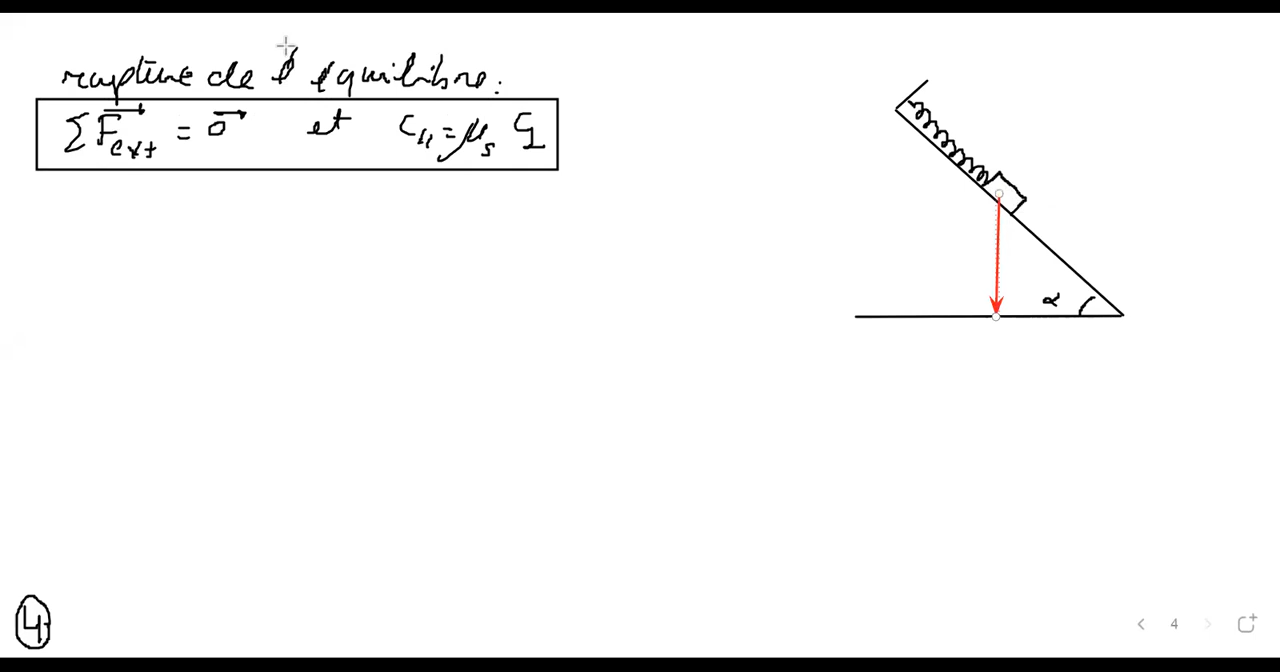 rupture de l'équilibre :
∑F⃗ext = 0⃗ et C∥ = μs C⊥
α
4
4